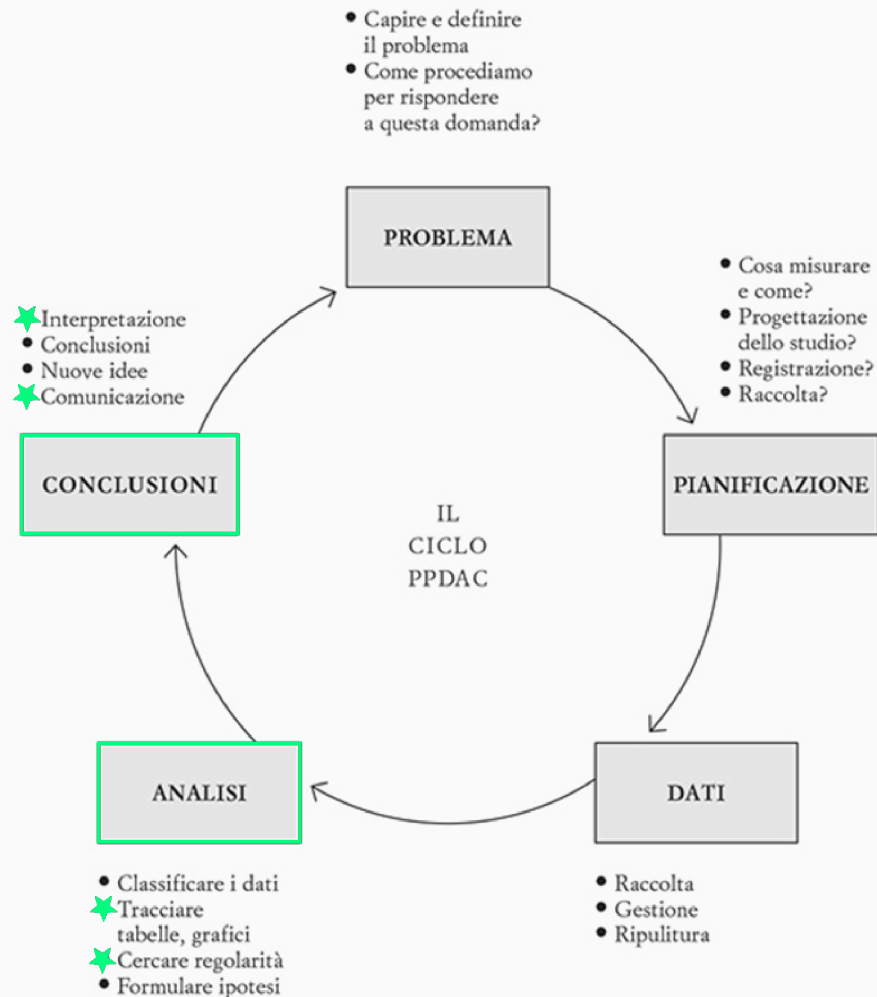 • Capire e definire
il problema
• Come procediamo
per rispondere
a questa domanda?
PROBLEMA
• Cosa misurare
e come?
• Progettazione
dello studio?
• Registrazione?
• Raccolta?
PIANIFICAZIONE
• Raccolta
• Gestione
• Ripulitura
DATI
ANALISI
• Classificare i dati
Tracciare
tabelle, grafici
Cercare regolarità
• Formulare ipotesi
Interpretazione
• Conclusioni
• Nuove idee
Comunicazione
CONCLUSIONI
IL
CICLO
PPDAC